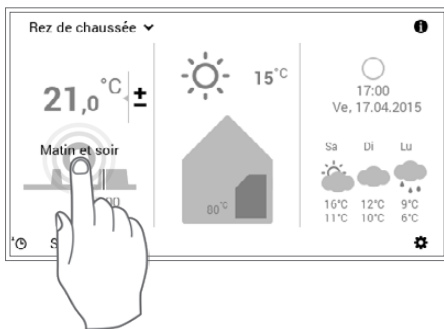 Rez de chaussée
21,0 °C ±
Matin et soir
15°C
80°C
17:00
Ve, 17.04.2015
Sa Di Lu
16°C 12°C 9°C
11°C 10°C 6°C